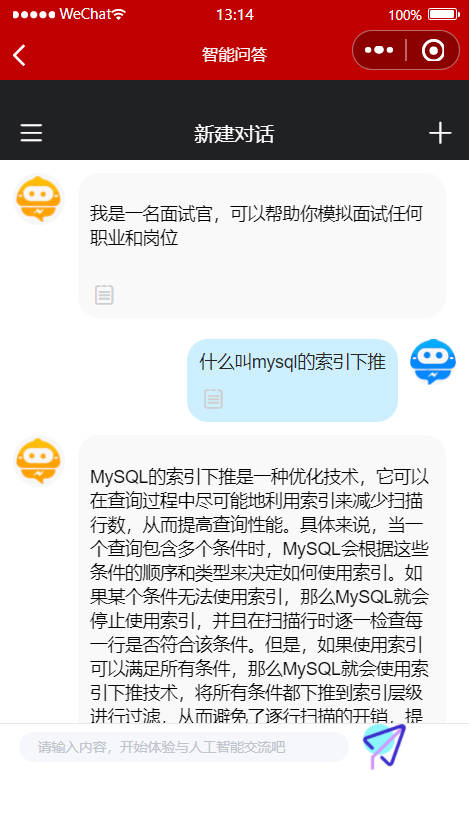 WeChat 13:14 100%
智能问答
新建对话
我是一名面试官，可以帮助你模拟面试任何
职业和岗位
什么叫mysql的索引下推
MySQL的索引下推是一种优化技术，它可以
在查询过程中尽可能地利用索引来减少扫描
行数，从而提高查询性能。具体来说，当一
个查询包含多个条件时，MySQL会根据这些
条件的顺序和类型来决定如何使用索引。如
果某个条件无法使用索引，那么MySQL就会
停止使用索引，并且在扫描行时逐一检查每
一行是否符合该条件。但是，如果使用索引
可以满足所有条件，那么MySQL就会使用索
引下推技术，将所有条件都下推到索引层级
进行过滤，从而避免了逐行扫描的开销，提
请输入内容，开始体验与人工智能交流吧